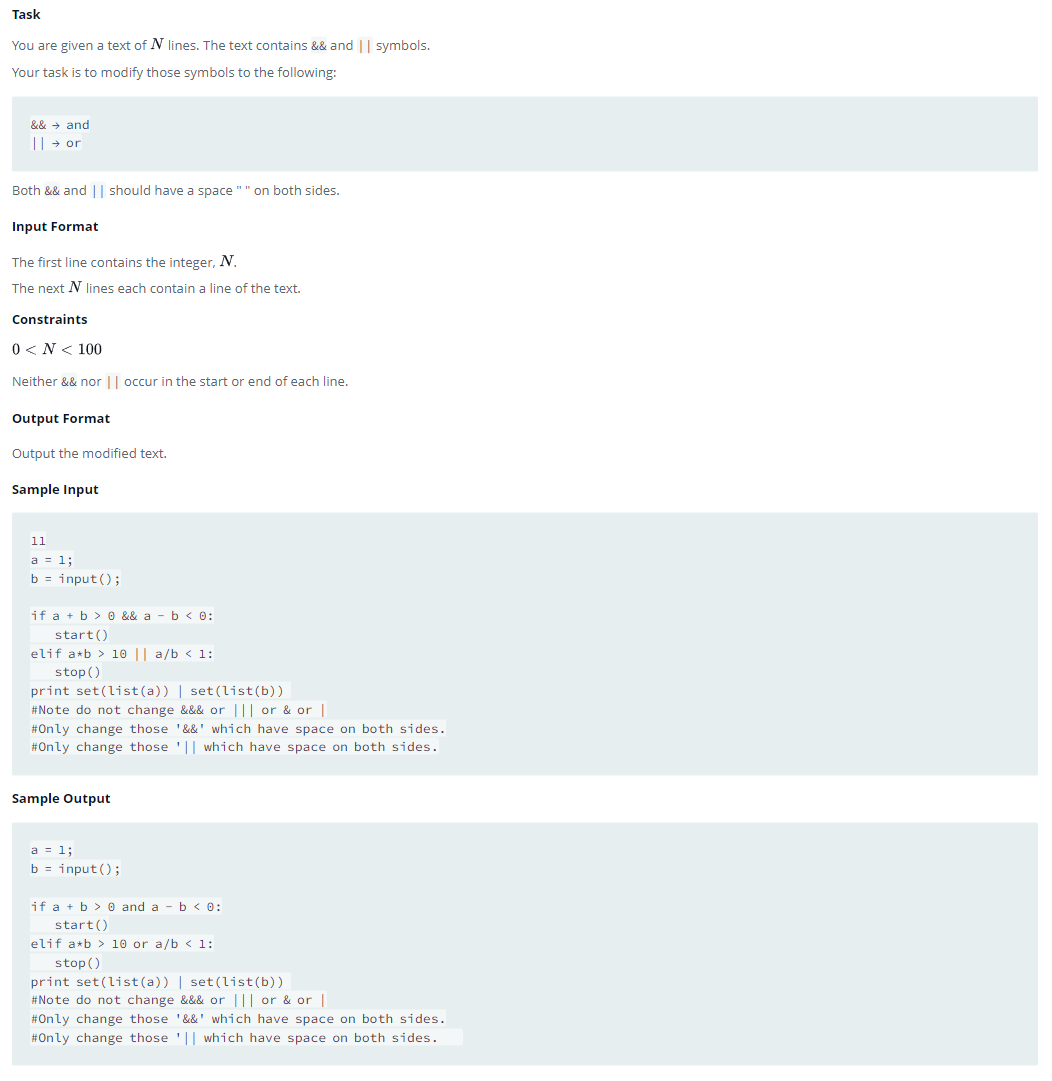 Task
You are given a text of N lines. The text contains && and || symbols.
Your task is to modify those symbols to the following:
&& → and
|| → or
Both && and || should have a space " " on both sides.
Input Format
The first line contains the integer, N.
The next N lines each contain a line of the text.
Constraints
0 < N < 100
Neither && nor || occur in the start or end of each line.
Output Format
Output the modified text.
Sample Input
11
a = 1;
b = input();

if a + b > 0 && a - b < 0:
   start()
elif a*b > 10 || a/b < 1:
   stop()
print set(list(a)) | set(list(b))
#Note do not change &&& or ||| or & or |
#Only change those '&&' which have space on both sides.
#Only change those '|| which have space on both sides.
Sample Output
a = 1;
b = input();

if a + b > 0 and a - b < 0:
   start()
elif a*b > 10 or a/b < 1:
   stop()
print set(list(a)) | set(list(b))
#Note do not change &&& or ||| or & or |
#Only change those '&&' which have space on both sides.
#Only change those '|| which have space on both sides.